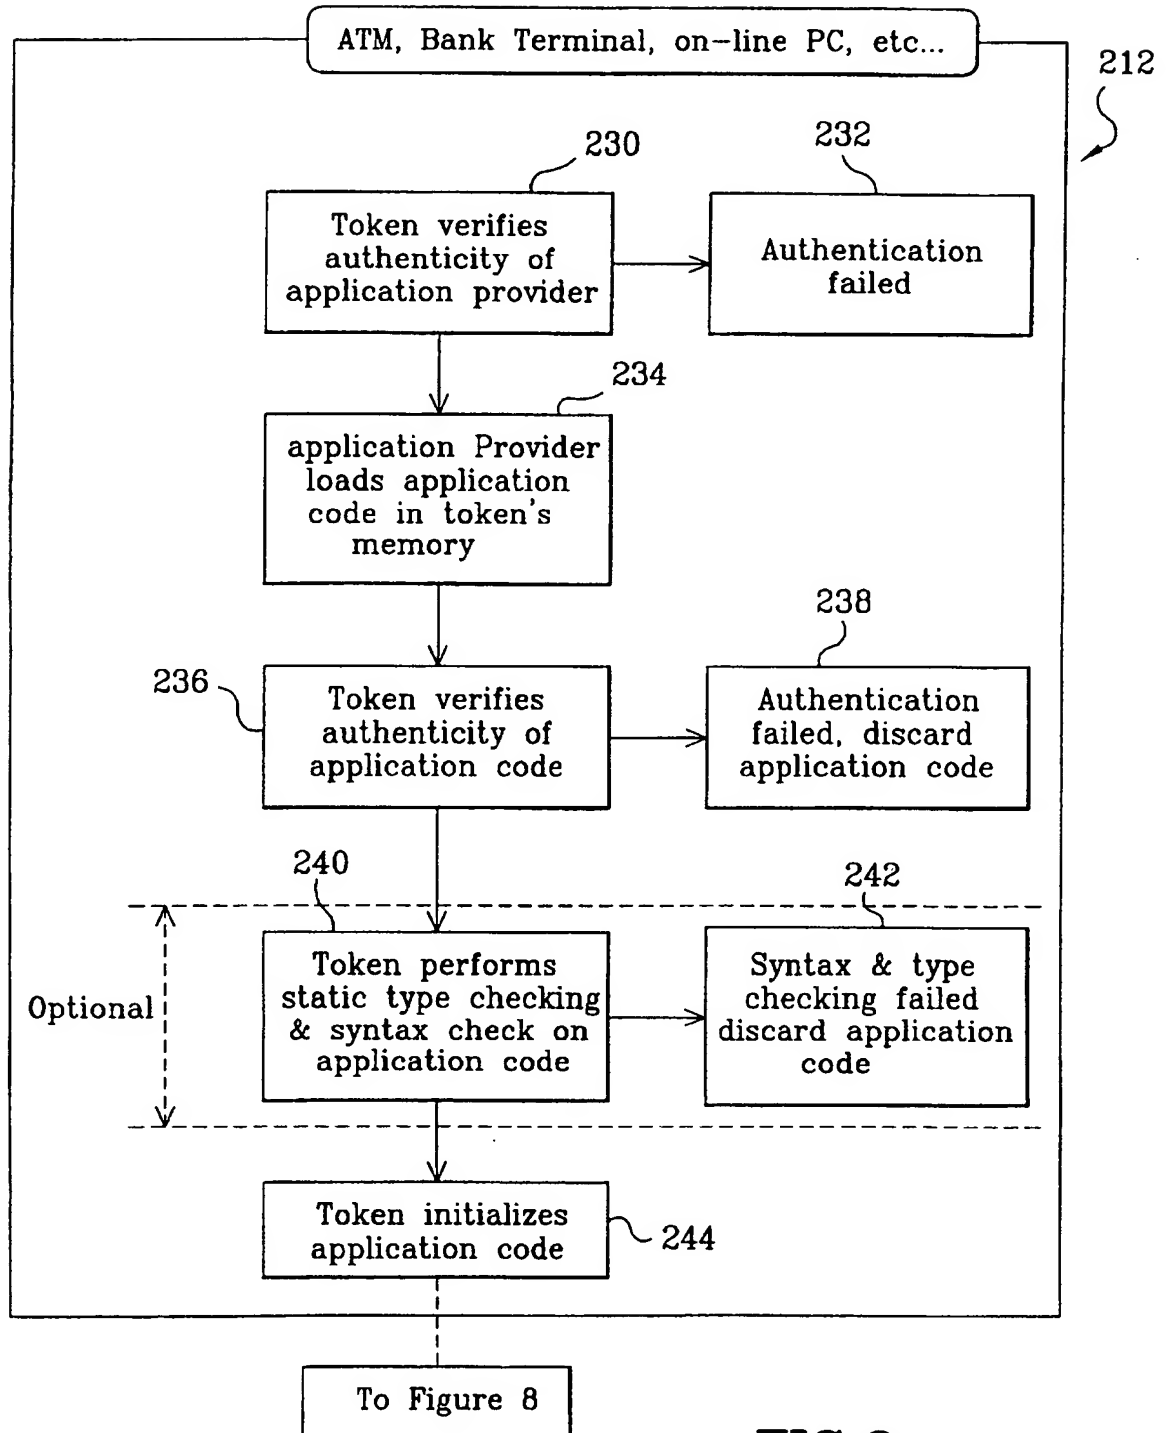 ATM, Bank Terminal, on-line PC, etc...
212
230
232
Token verifies
authenticity of
application provider
Authentication
failed
234
application Provider
loads application
code in token's
memory
238
236
Token verifies
authenticity of
application code
Authentication
failed, discard
application code
240
242
Optional
Token performs
static type checking
& syntax check on
application code
Syntax & type
checking failed
discard application
code
Token initializes
application code
244
To Figure 8